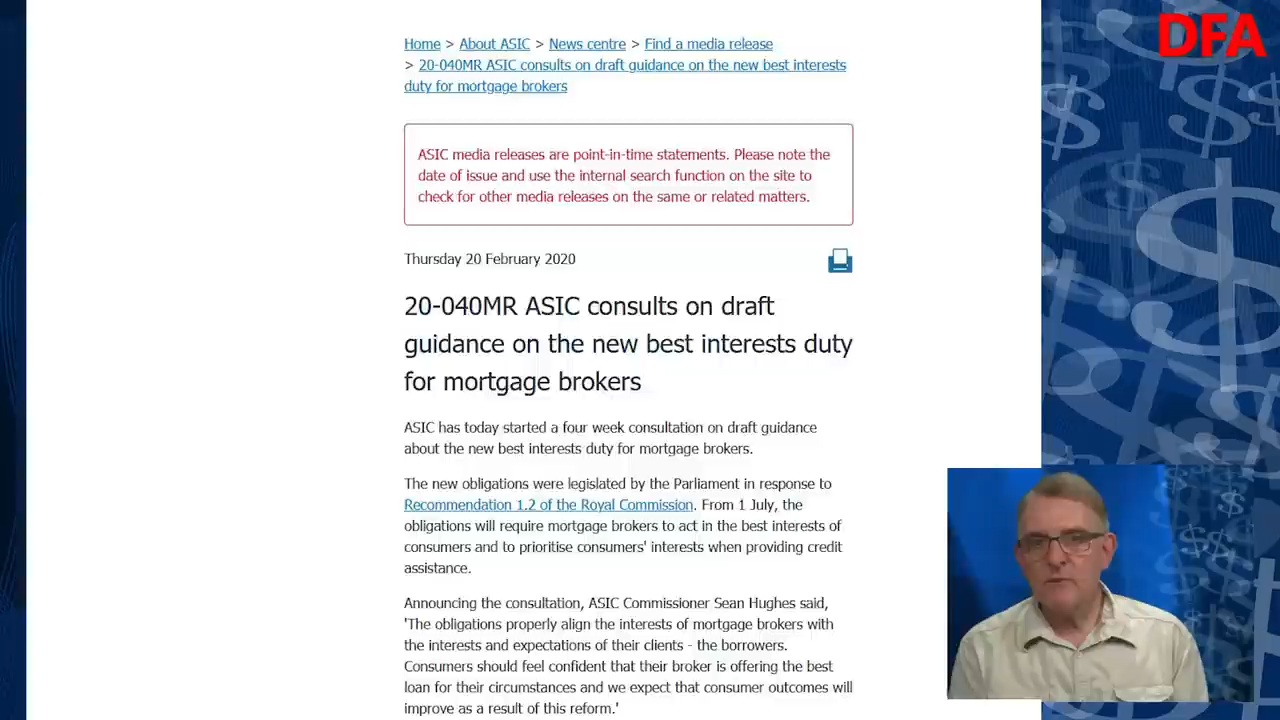 DFA
Home > About ASIC > News centre > Find a media release
> 20-040MR ASIC consults on draft guidance on the new best interests
duty for mortgage brokers
ASIC media releases are point-in-time statements. Please note the
date of issue and use the internal search function on the site to
check for other media releases on the same or related matters.
Thursday 20 February 2020
20-040MR ASIC consults on draft
guidance on the new best interests duty
for mortgage brokers
ASIC has today started a four week consultation on draft guidance
about the new best interests duty for mortgage brokers.
The new obligations were legislated by the Parliament in response to
Recommendation 1.2 of the Royal Commission. From 1 July, the
obligations will require mortgage brokers to act in the best interests of
consumers and to prioritise consumers' interests when providing credit
assistance.
Announcing the consultation, ASIC Commissioner Sean Hughes said,
'The obligations properly align the interests of mortgage brokers with
the interests and expectations of their clients - the borrowers.
Consumers should feel confident that their broker is offering the best
loan for their circumstances and we expect that consumer outcomes will
improve as a result of this reform.'